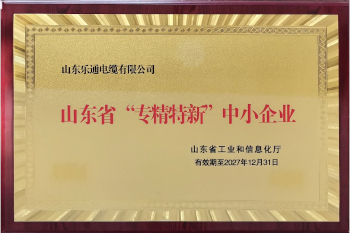 山东乐通电缆有限公司
山东省“专精特新”中小企业
山东省工业和信息化厅
有效期至2027年12月31日